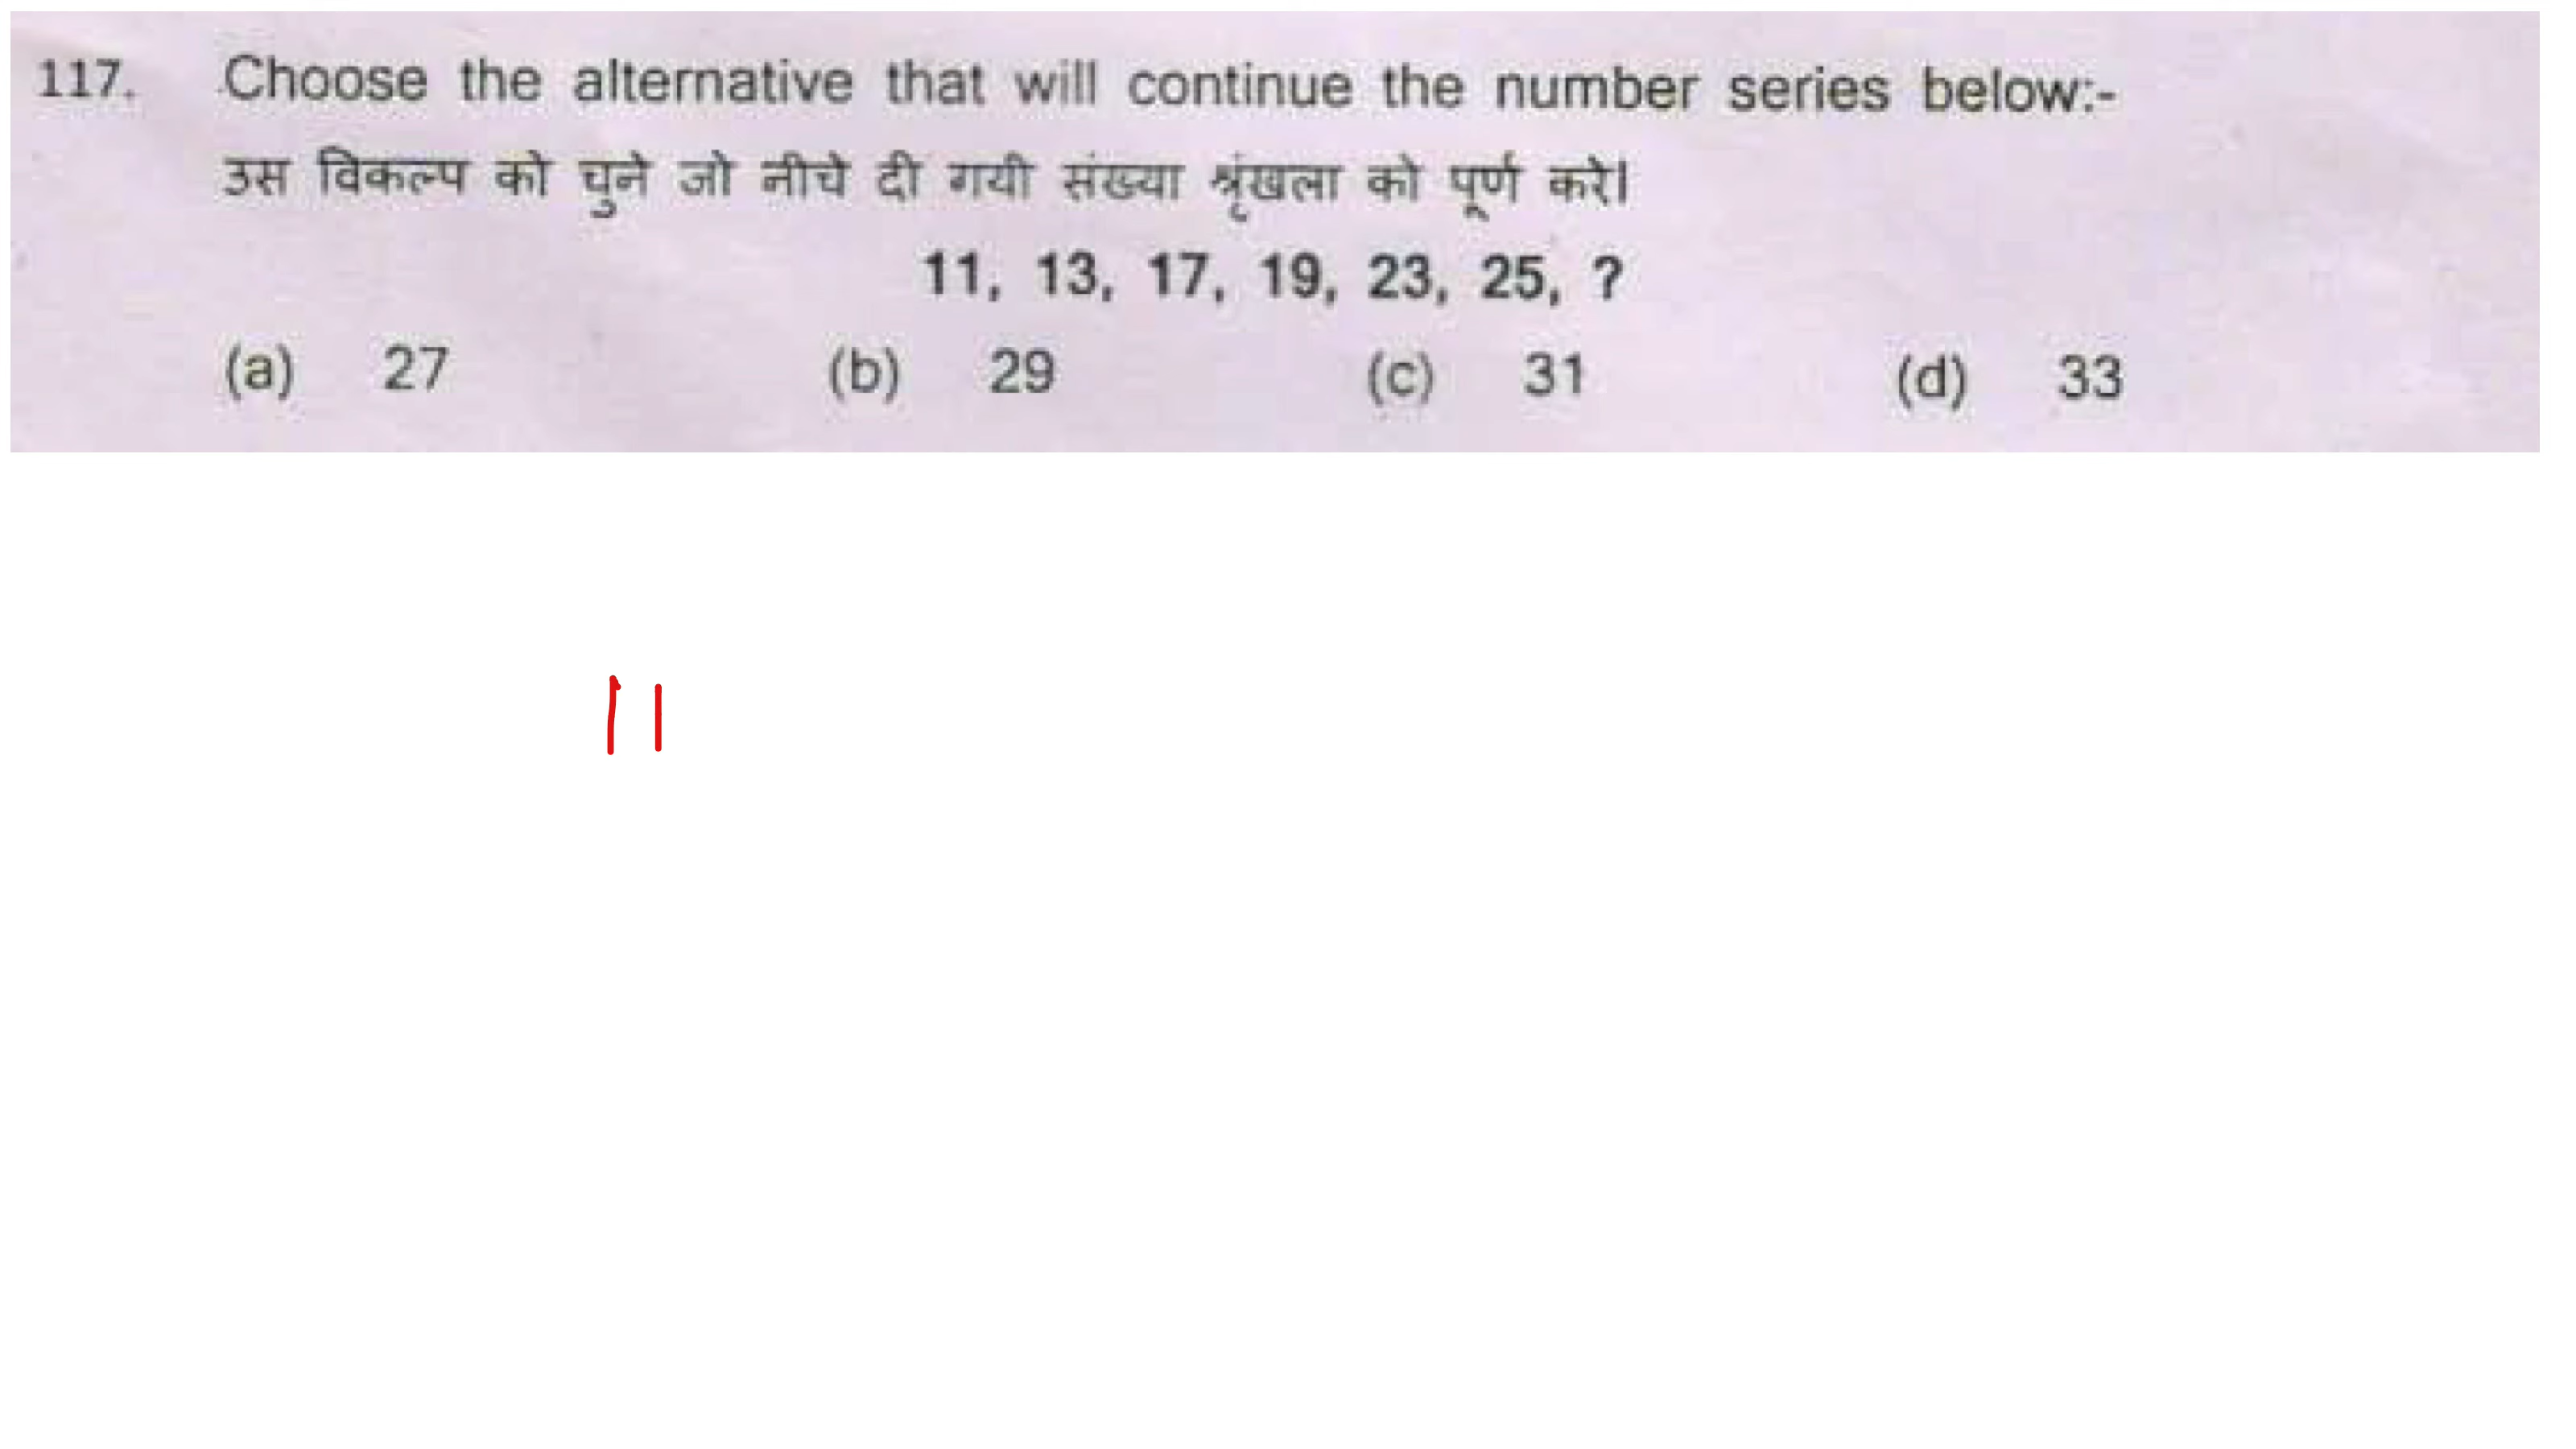 117. Choose the alternative that will continue the number series below:-
उस विकल्प को चुने जो नीचे दी गयी संख्या श्रृंखला को पूर्ण करे।
11, 13, 17, 19, 23, 25, ?
(a) 27 (b) 29 (c) 31 (d) 33
11